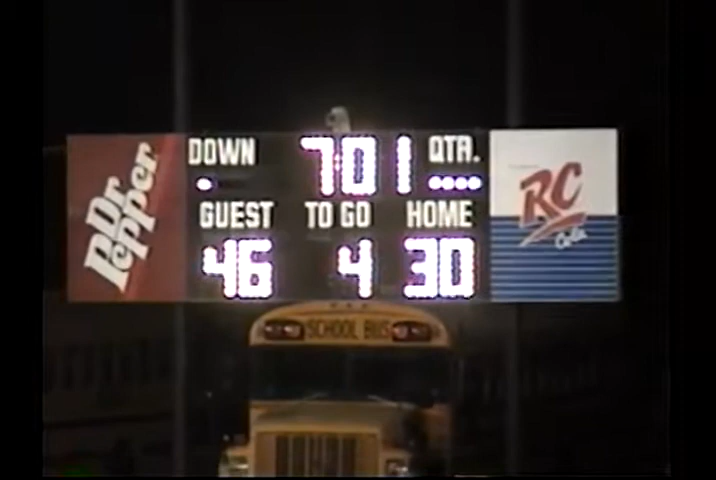 DOWN 7:01 QTR.
GUEST TO GO HOME
46 4 30
Dr Pepper
RC
Cola
SCHOOL BUS